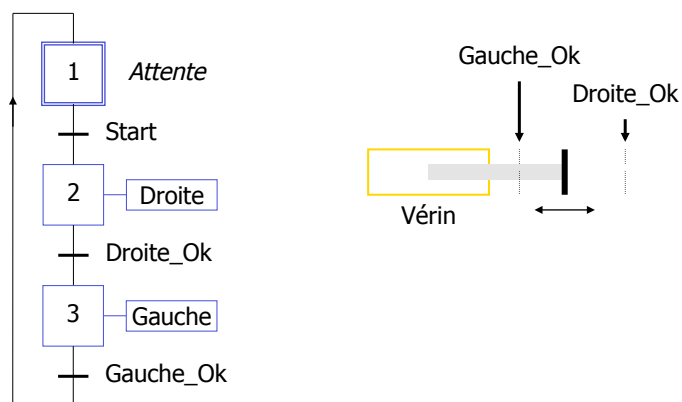 1
Attente
Start
2
Droite
Droite_Ok
3
Gauche
Gauche_Ok
Gauche_Ok
Droite_Ok
Vérin